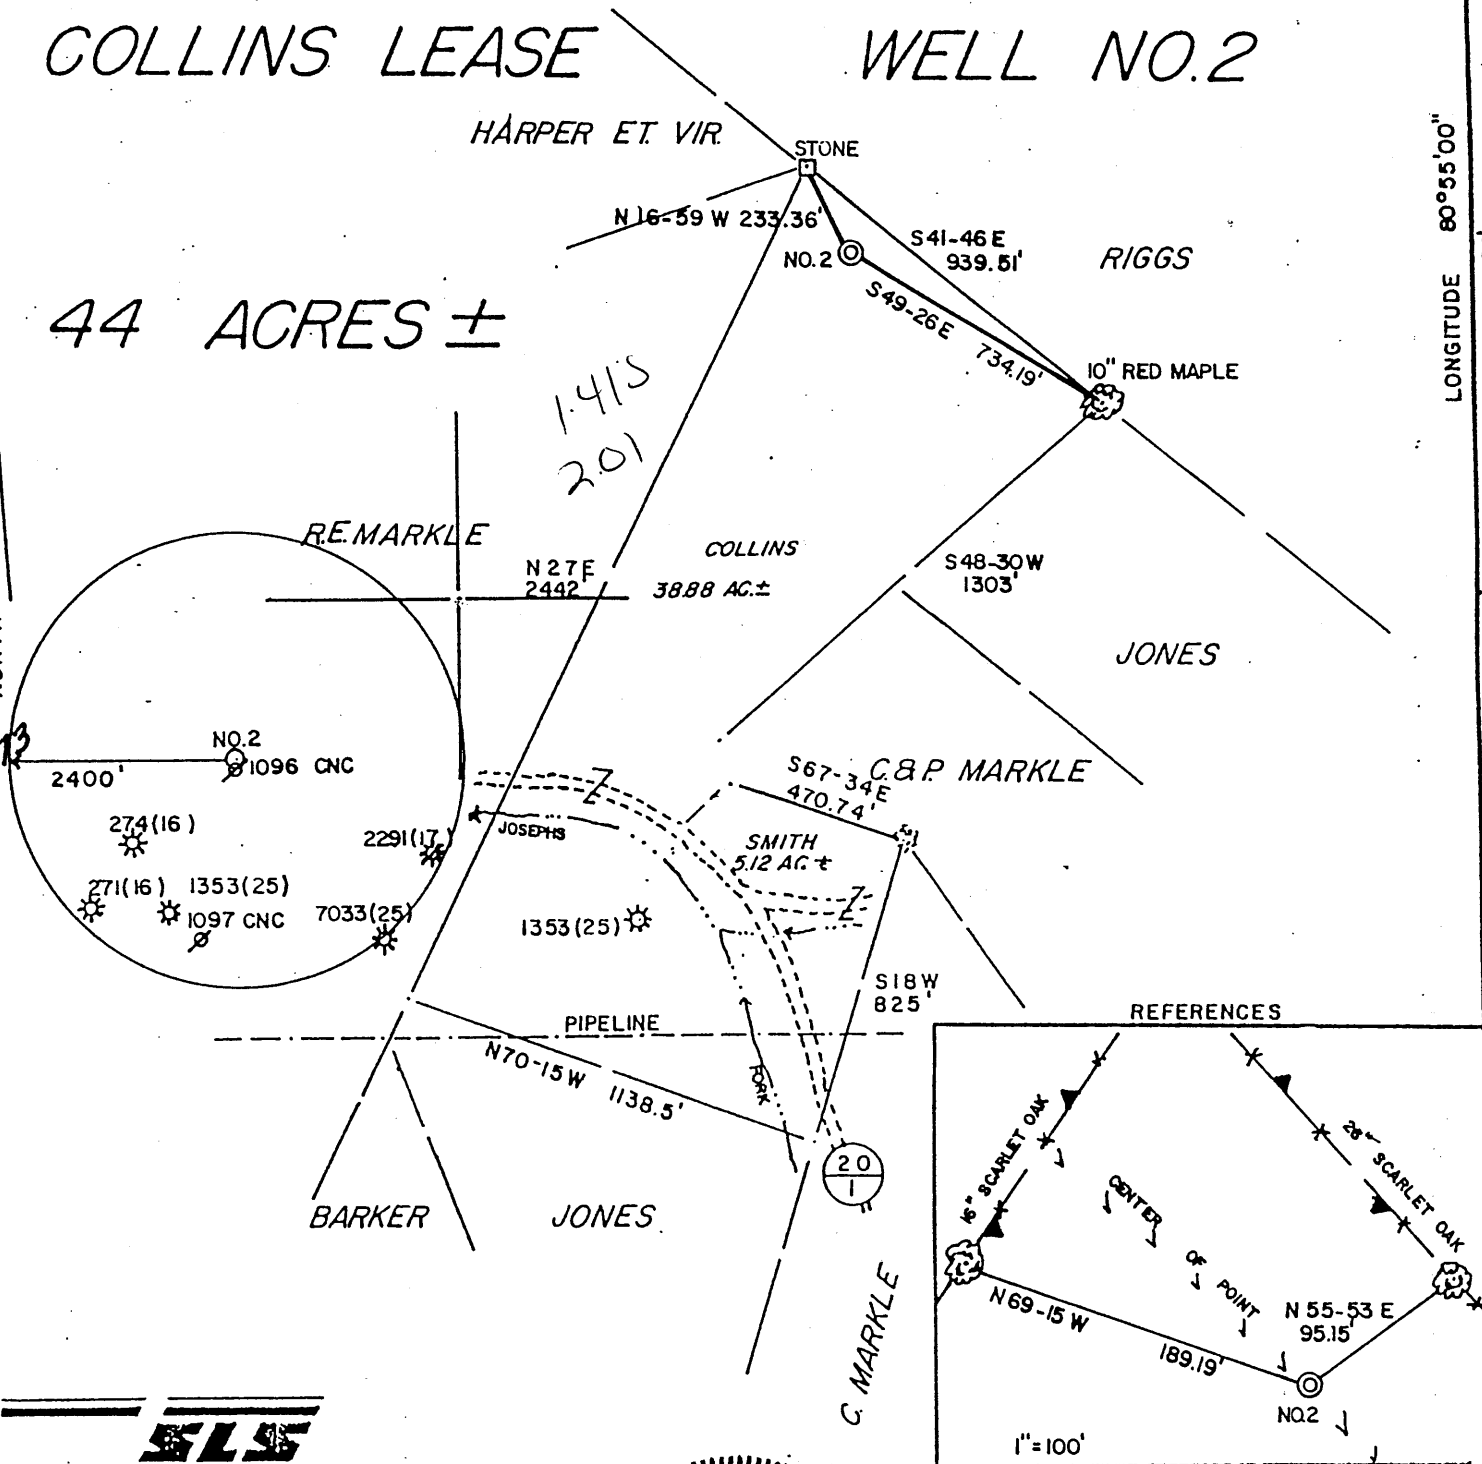 COLLINS LEASE WELL NO.2
HARPER ET. VIR.
STONE
N 16-59 W 233.36'
NO.2
S41-46 E
939.51'
RIGGS
LONGITUDE 80°55'00"
S49-26 E 734.19'
10" RED MAPLE
44 ACRES ±
1.41S
2.01
R.E. MARKLE
N 27 E
2442'
COLLINS
38.88 AC.±
S48-30W
1303'
JONES
NO.2
1096 CNC
2400'
274(16)
2291(17)
271(16)
1353(25)
1097 CNC
7033(25)
JOSEPHS
S67-34 E
470.74'
C.&P. MARKLE
SMITH
5.12 AC.±
1353(25)
S18W
825'
PIPELINE
N70-15W 1138.5'
FORK
20
1
BARKER
JONES
G. MARKLE
REFERENCES
16" SCARLET OAK
CENTER OF POINT
28" SCARLET OAK
N 69-15 W 189.19'
N 55-53 E
95.15'
NO.2
1"=100'
SLS